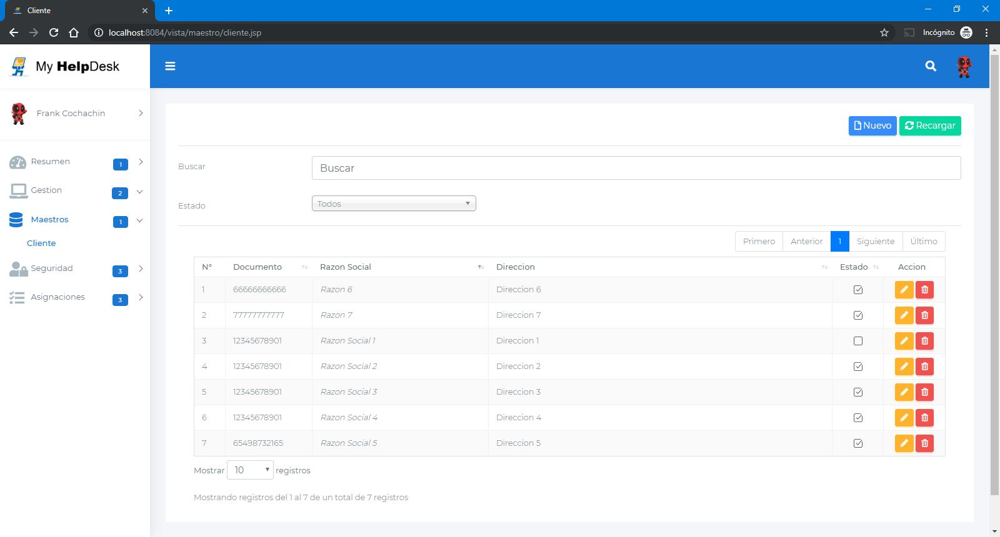 Cliente
localhost:8084/vista/maestro/cliente.jsp
Incógnito
My HelpDesk
Frank Cochachin
Resumen 1
Gestion 2
Maestros 1
Cliente
Seguridad 3
Asignaciones 3
Nuevo Recargar
Buscar Buscar
Estado Todos
Primero Anterior 1 Siguiente Último
N° Documento Razon Social Direccion Estado Accion
1 66666666666 Razon 6 Direccion 6
2 77777777777 Razon 7 Direccion 7
3 12345678901 Razon Social 1 Direccion 1
4 12345678901 Razon Social 2 Direccion 2
5 12345678901 Razon Social 3 Direccion 3
6 12345678901 Razon Social 4 Direccion 4
7 65498732165 Razon Social 5 Direccion 5
Mostrar 10 registros
Mostrando registros del 1 al 7 de un total de 7 registros